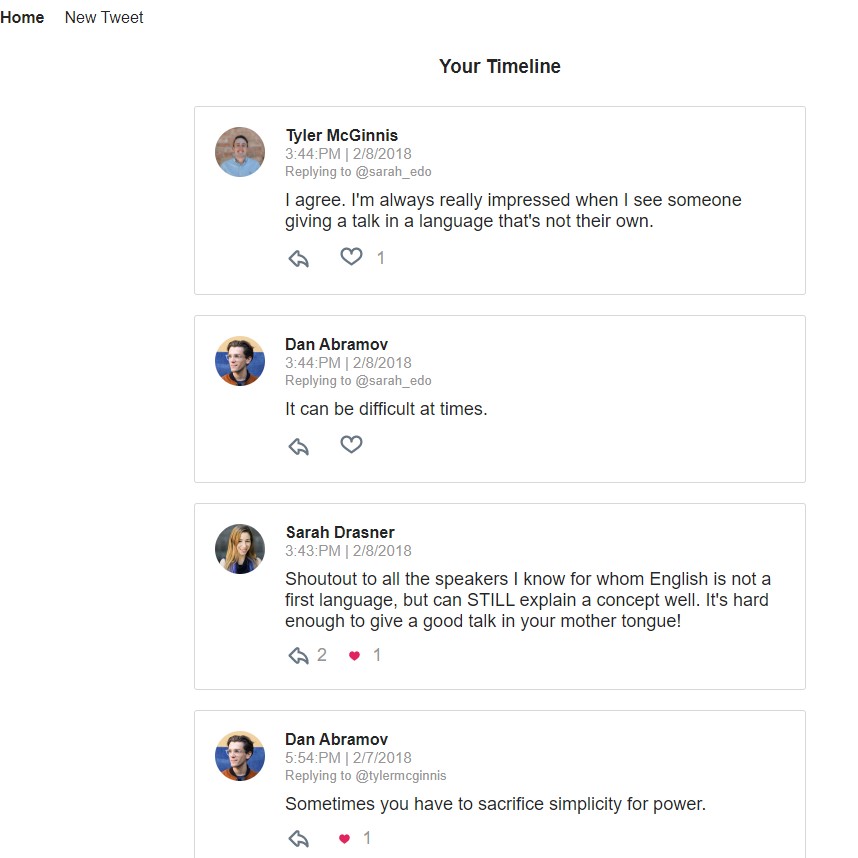 Home New Tweet
Your Timeline
Tyler McGinnis
3:44:PM | 2/8/2018
Replying to @sarah_edo
I agree. I'm always really impressed when I see someone
giving a talk in a language that's not their own.
1
Dan Abramov
3:44:PM | 2/8/2018
Replying to @sarah_edo
It can be difficult at times.
Sarah Drasner
3:43:PM | 2/8/2018
Shoutout to all the speakers I know for whom English is not a
first language, but can STILL explain a concept well. It's hard
enough to give a good talk in your mother tongue!
2 1
Dan Abramov
5:54:PM | 2/7/2018
Replying to @tylermcginnis
Sometimes you have to sacrifice simplicity for power.
1